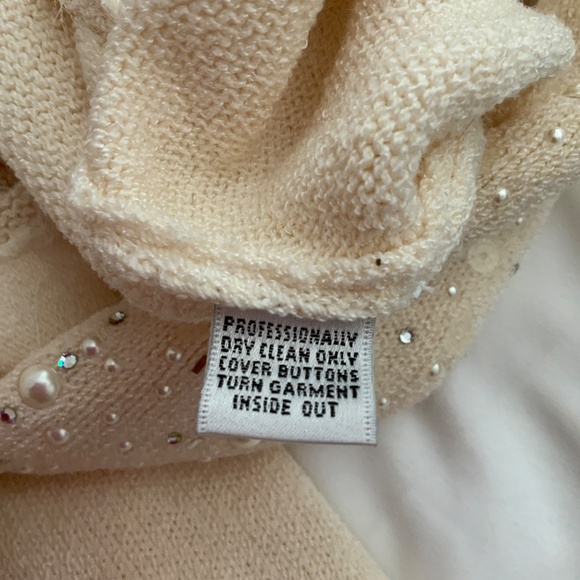 PROFESSIONALLY
DRY CLEAN ONLY
COVER BUTTONS
TURN GARMENT
INSIDE OUT